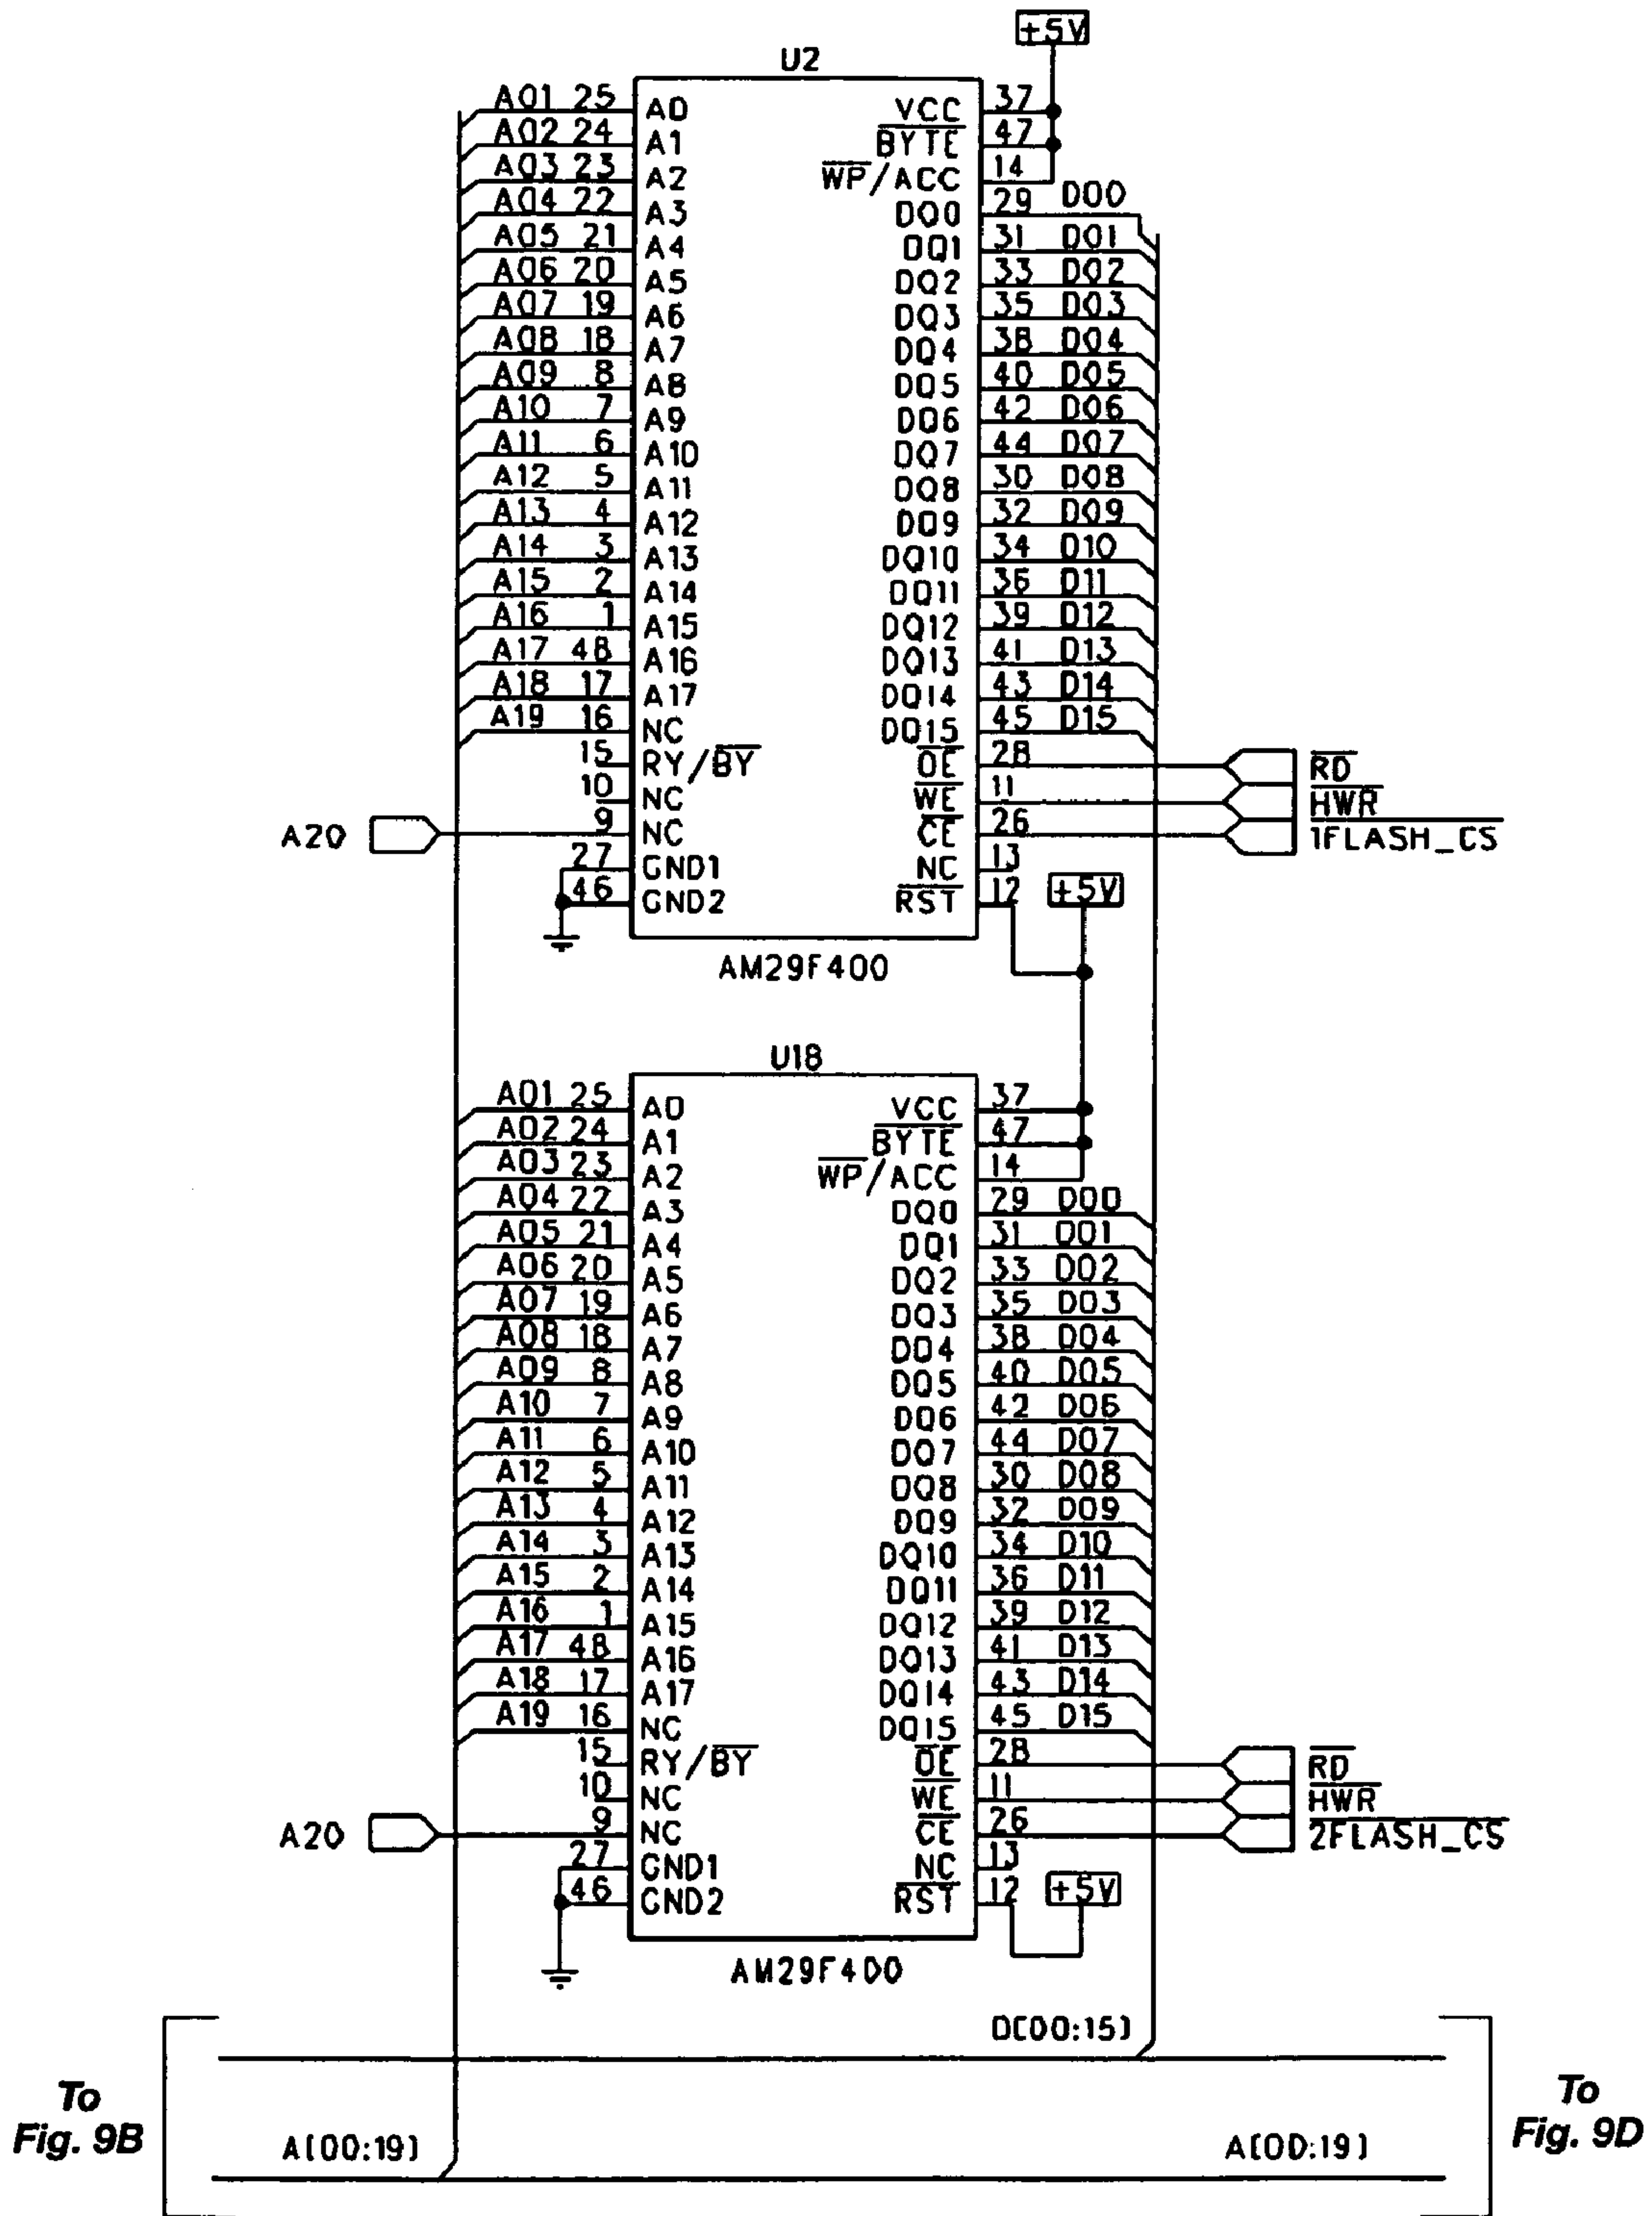 +5V
U2
A01 25 A0 VCC 37
A02 24 A1 BYTE 47
A03 23 A2 WP/ACC 14
A04 22 A3 DQ0 29 D00
A05 21 A4 DQ1 31 D01
A06 20 A5 DQ2 33 D02
A07 19 A6 DQ3 35 D03
A08 18 A7 DQ4 38 D04
A09 8 A8 DQ5 40 D05
A10 7 A9 DQ6 42 D06
A11 6 A10 DQ7 44 D07
A12 5 A11 DQ8 30 D08
A13 4 A12 DQ9 32 D09
A14 3 A13 DQ10 34 D10
A15 2 A14 DQ11 36 D11
A16 1 A15 DQ12 39 D12
A17 48 A16 DQ13 41 D13
A18 17 A17 DQ14 43 D14
A19 16 NC DQ15 45 D15
15 RY/BY OE 28 RD
10 NC WE 11 HWR
A20 9 NC CE 26 1FLASH_CS
27 GND1 NC 13
46 GND2 RST 12 +5V
AM29F400
U18
A01 25 A0 VCC 37
A02 24 A1 BYTE 47
A03 23 A2 WP/ACC 14
A04 22 A3 DQ0 29 D00
A05 21 A4 DQ1 31 D01
A06 20 A5 DQ2 33 D02
A07 19 A6 DQ3 35 D03
A08 18 A7 DQ4 38 D04
A09 8 A8 DQ5 40 D05
A10 7 A9 DQ6 42 D06
A11 6 A10 DQ7 44 D07
A12 5 A11 DQ8 30 D08
A13 4 A12 DQ9 32 D09
A14 3 A13 DQ10 34 D10
A15 2 A14 DQ11 36 D11
A16 1 A15 DQ12 39 D12
A17 48 A16 DQ13 41 D13
A18 17 A17 DQ14 43 D14
A19 16 NC DQ15 45 D15
15 RY/BY OE 28 RD
10 NC WE 11 HWR
A20 9 NC CE 26 2FLASH_CS
27 GND1 NC 13
46 GND2 RST 12 +5V
AM29F400
D[00:15]
To
Fig. 9B
To
Fig. 9D
A[00:19] A[00:19]